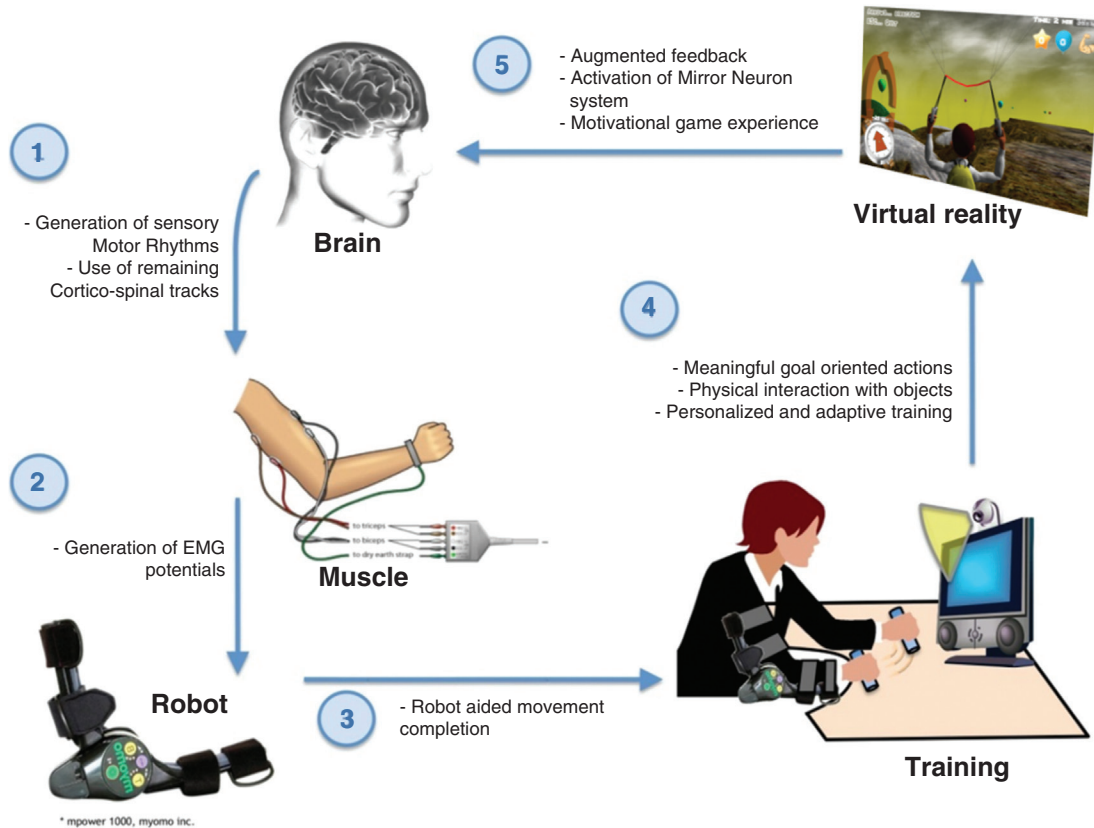 5
- Augmented feedback
- Activation of Mirror Neuron
system
- Motivational game experience
Virtual reality
1
- Generation of sensory
Motor Rhythms
- Use of remaining
Cortico-spinal tracks
Brain
4
- Meaningful goal oriented actions
- Physical interaction with objects
- Personalized and adaptive training
2
- Generation of EMG
potentials
to triceps
to biceps
to dry earth strap
Muscle
Robot
3
- Robot aided movement
completion
Training
myomo
* mpower 1000, myomo inc.